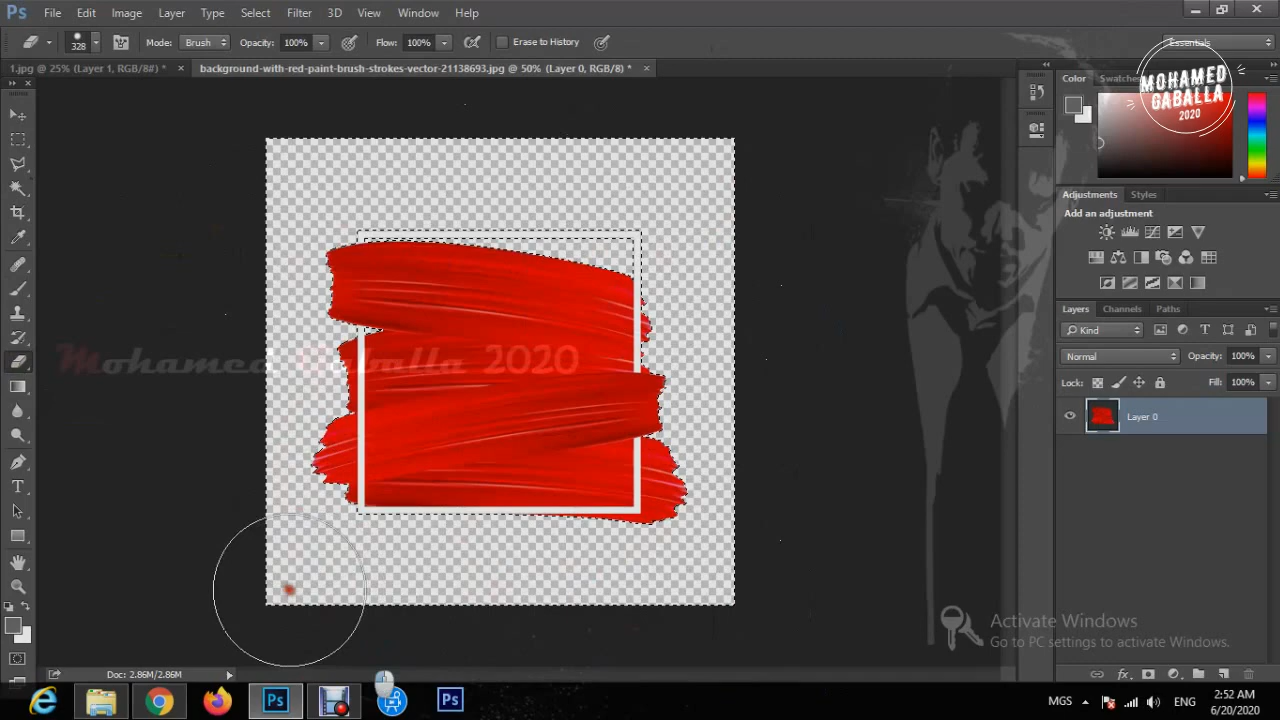 Ps File Edit Image Layer Type Select Filter 3D View Window Help
328 Mode: Brush Opacity: 100% Flow: 100% Erase to History Essentials
1.jpg @ 25% (Layer 1, RGB/8#) * × background-with-red-paint-brush-strokes-vector-21138693.jpg @ 50% (Layer 0, RGB/8) * ×
MOHAMED
GABALLA
2020
Color Swatches
Adjustments Styles
Add an adjustment
Layers Channels Paths
Kind
Normal Opacity: 100%
Lock: Fill: 100%
Layer 0
Mohamed Gaballa 2020
Activate Windows
Go to PC settings to activate Windows.
Doc: 2.86M/2.86M
Ps Ps MGS ENG 2:52 AM
6/20/2020